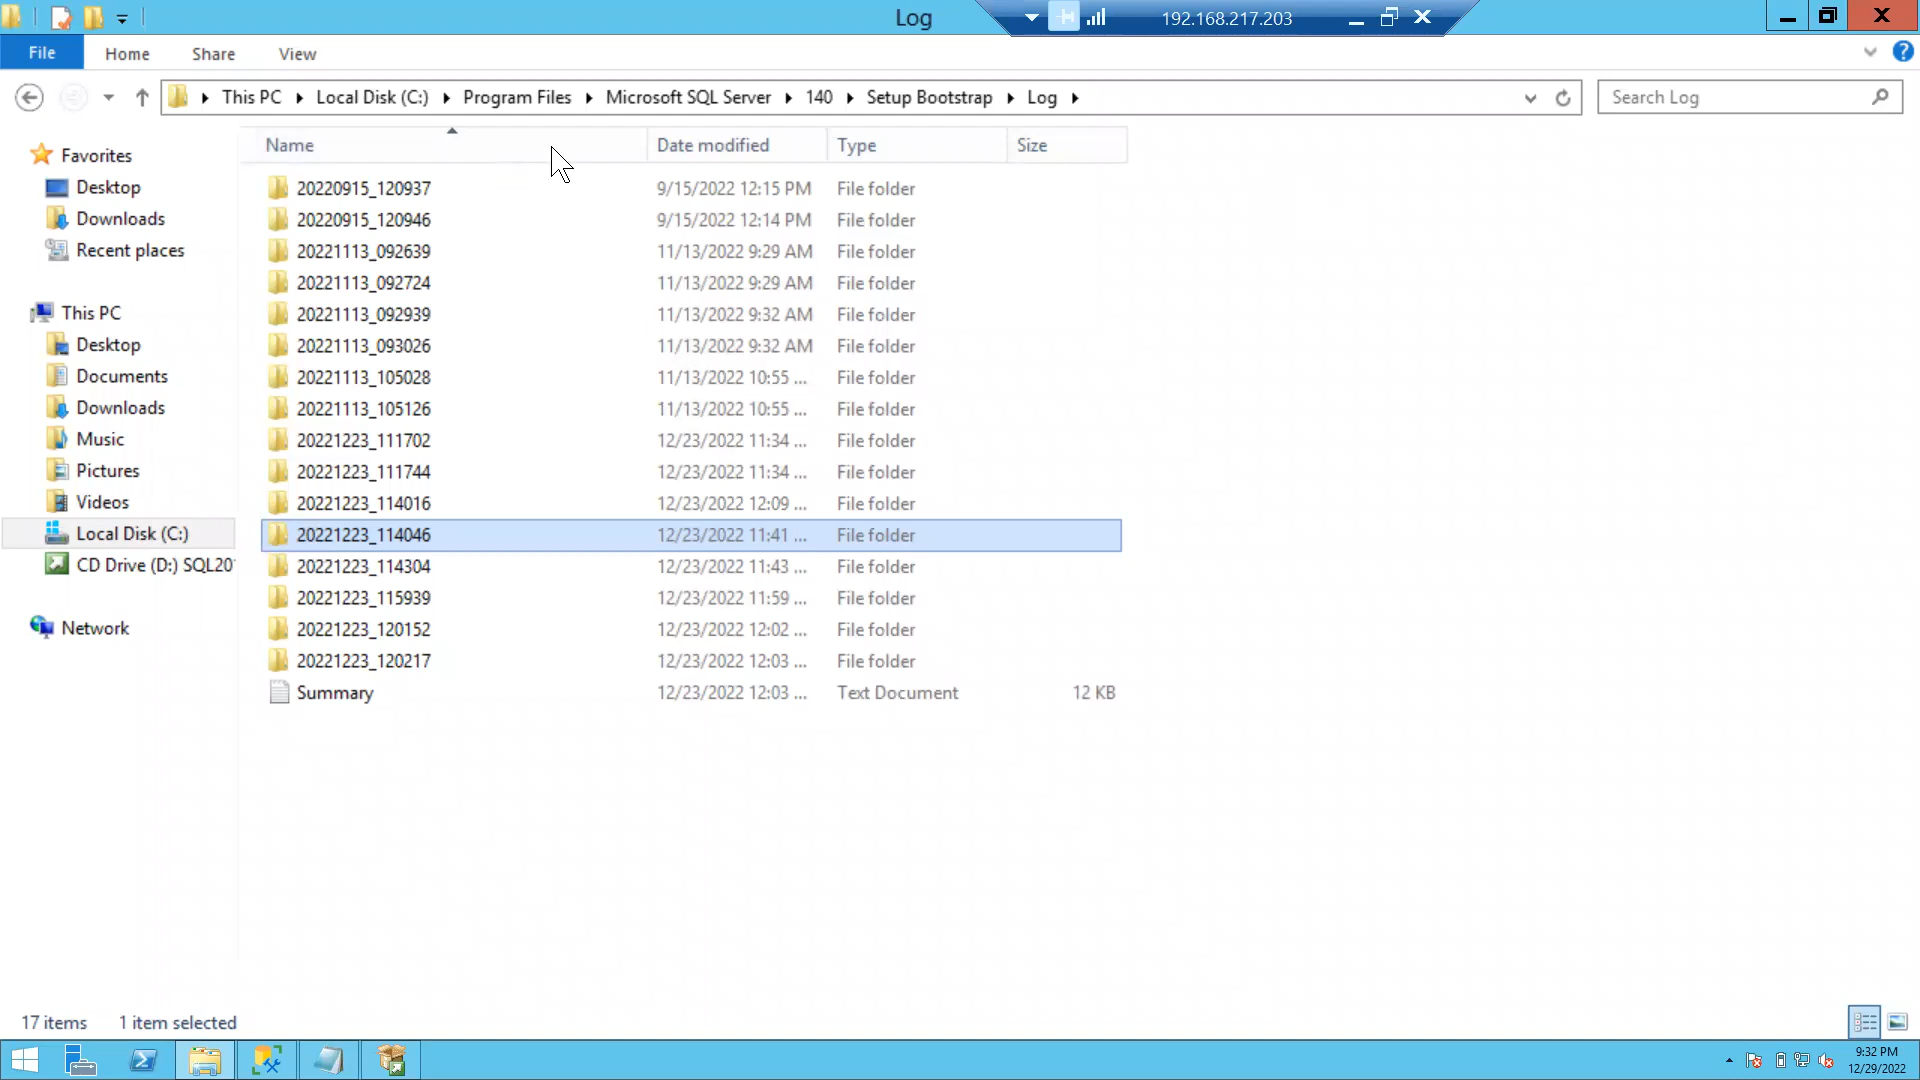 Log
192.168.217.203
File Home Share View
This PC Local Disk (C:) Program Files Microsoft SQL Server 140 Setup Bootstrap Log
Search Log
Favorites
Desktop
Downloads
Recent places
This PC
Desktop
Documents
Downloads
Music
Pictures
Videos
Local Disk (C:)
CD Drive (D:) SQL20
Network
Name Date modified Type Size
20220915_120937 9/15/2022 12:15 PM File folder
20220915_120946 9/15/2022 12:14 PM File folder
20221113_092639 11/13/2022 9:29 AM File folder
20221113_092724 11/13/2022 9:29 AM File folder
20221113_092939 11/13/2022 9:32 AM File folder
20221113_093026 11/13/2022 9:32 AM File folder
20221113_105028 11/13/2022 10:55 ... File folder
20221113_105126 11/13/2022 10:55 ... File folder
20221223_111702 12/23/2022 11:34 ... File folder
20221223_111744 12/23/2022 11:34 ... File folder
20221223_114016 12/23/2022 12:09 ... File folder
20221223_114046 12/23/2022 11:41 ... File folder
20221223_114304 12/23/2022 11:43 ... File folder
20221223_115939 12/23/2022 11:59 ... File folder
20221223_120152 12/23/2022 12:02 ... File folder
20221223_120217 12/23/2022 12:03 ... File folder
Summary 12/23/2022 12:03 ... Text Document 12 KB
17 items 1 item selected
9:32 PM
12/29/2022